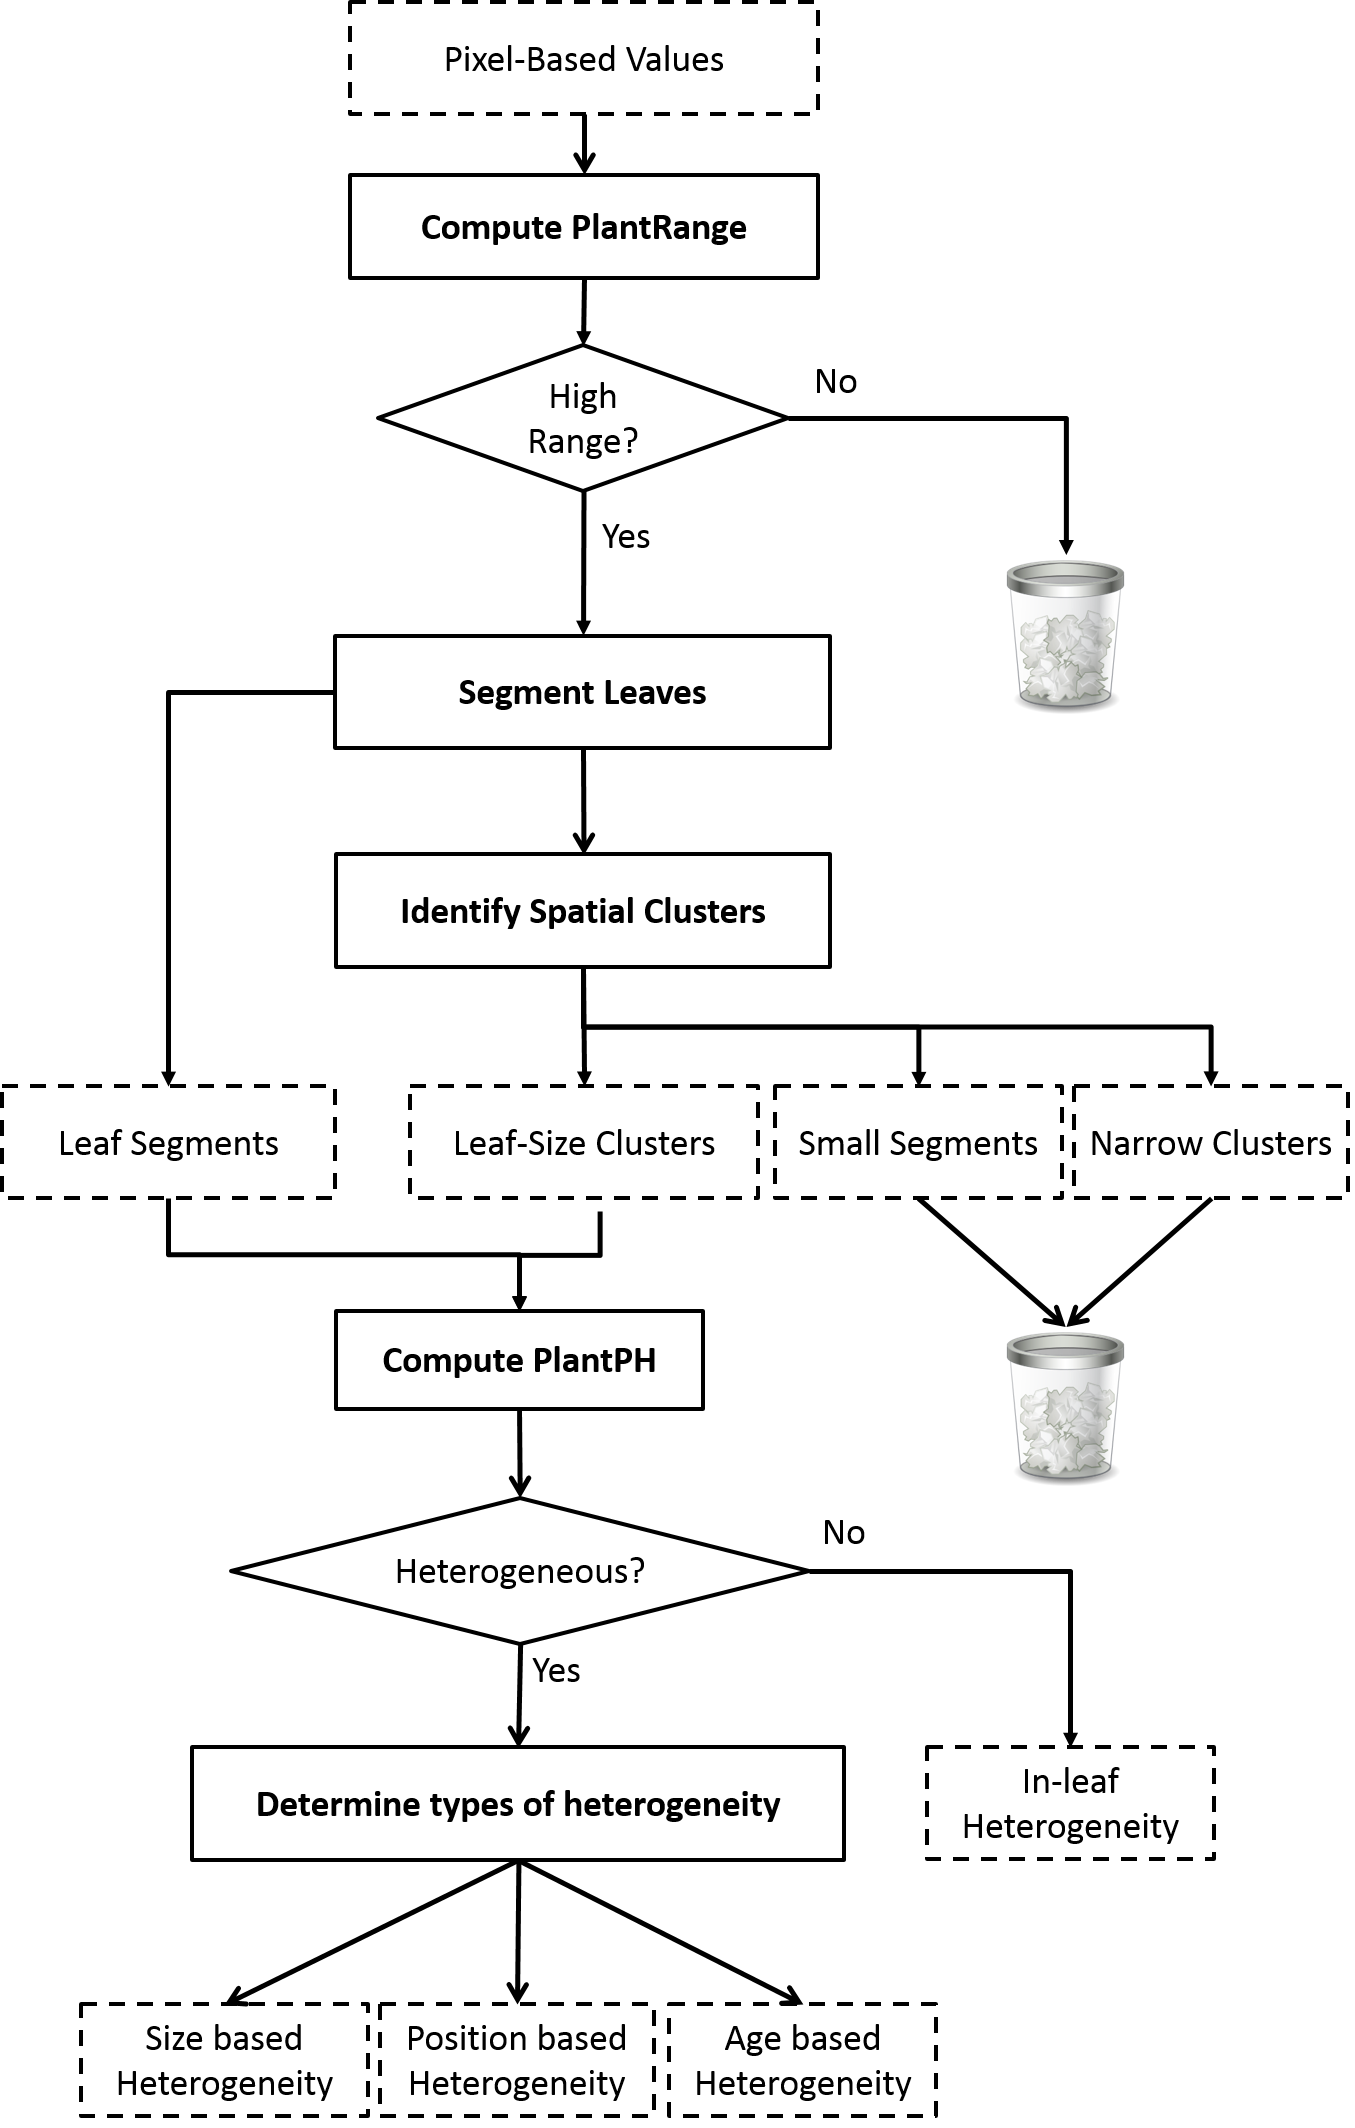 Pixel-Based Values
Compute PlantRange
High
Range?
No
Yes
Segment Leaves
Identify Spatial Clusters
Leaf Segments
Leaf-Size Clusters
Small Segments
Narrow Clusters
Compute PlantPH
Heterogeneous?
No
Yes
Determine types of heterogeneity
In-leaf
Heterogeneity
Size based
Heterogeneity
Position based
Heterogeneity
Age based
Heterogeneity